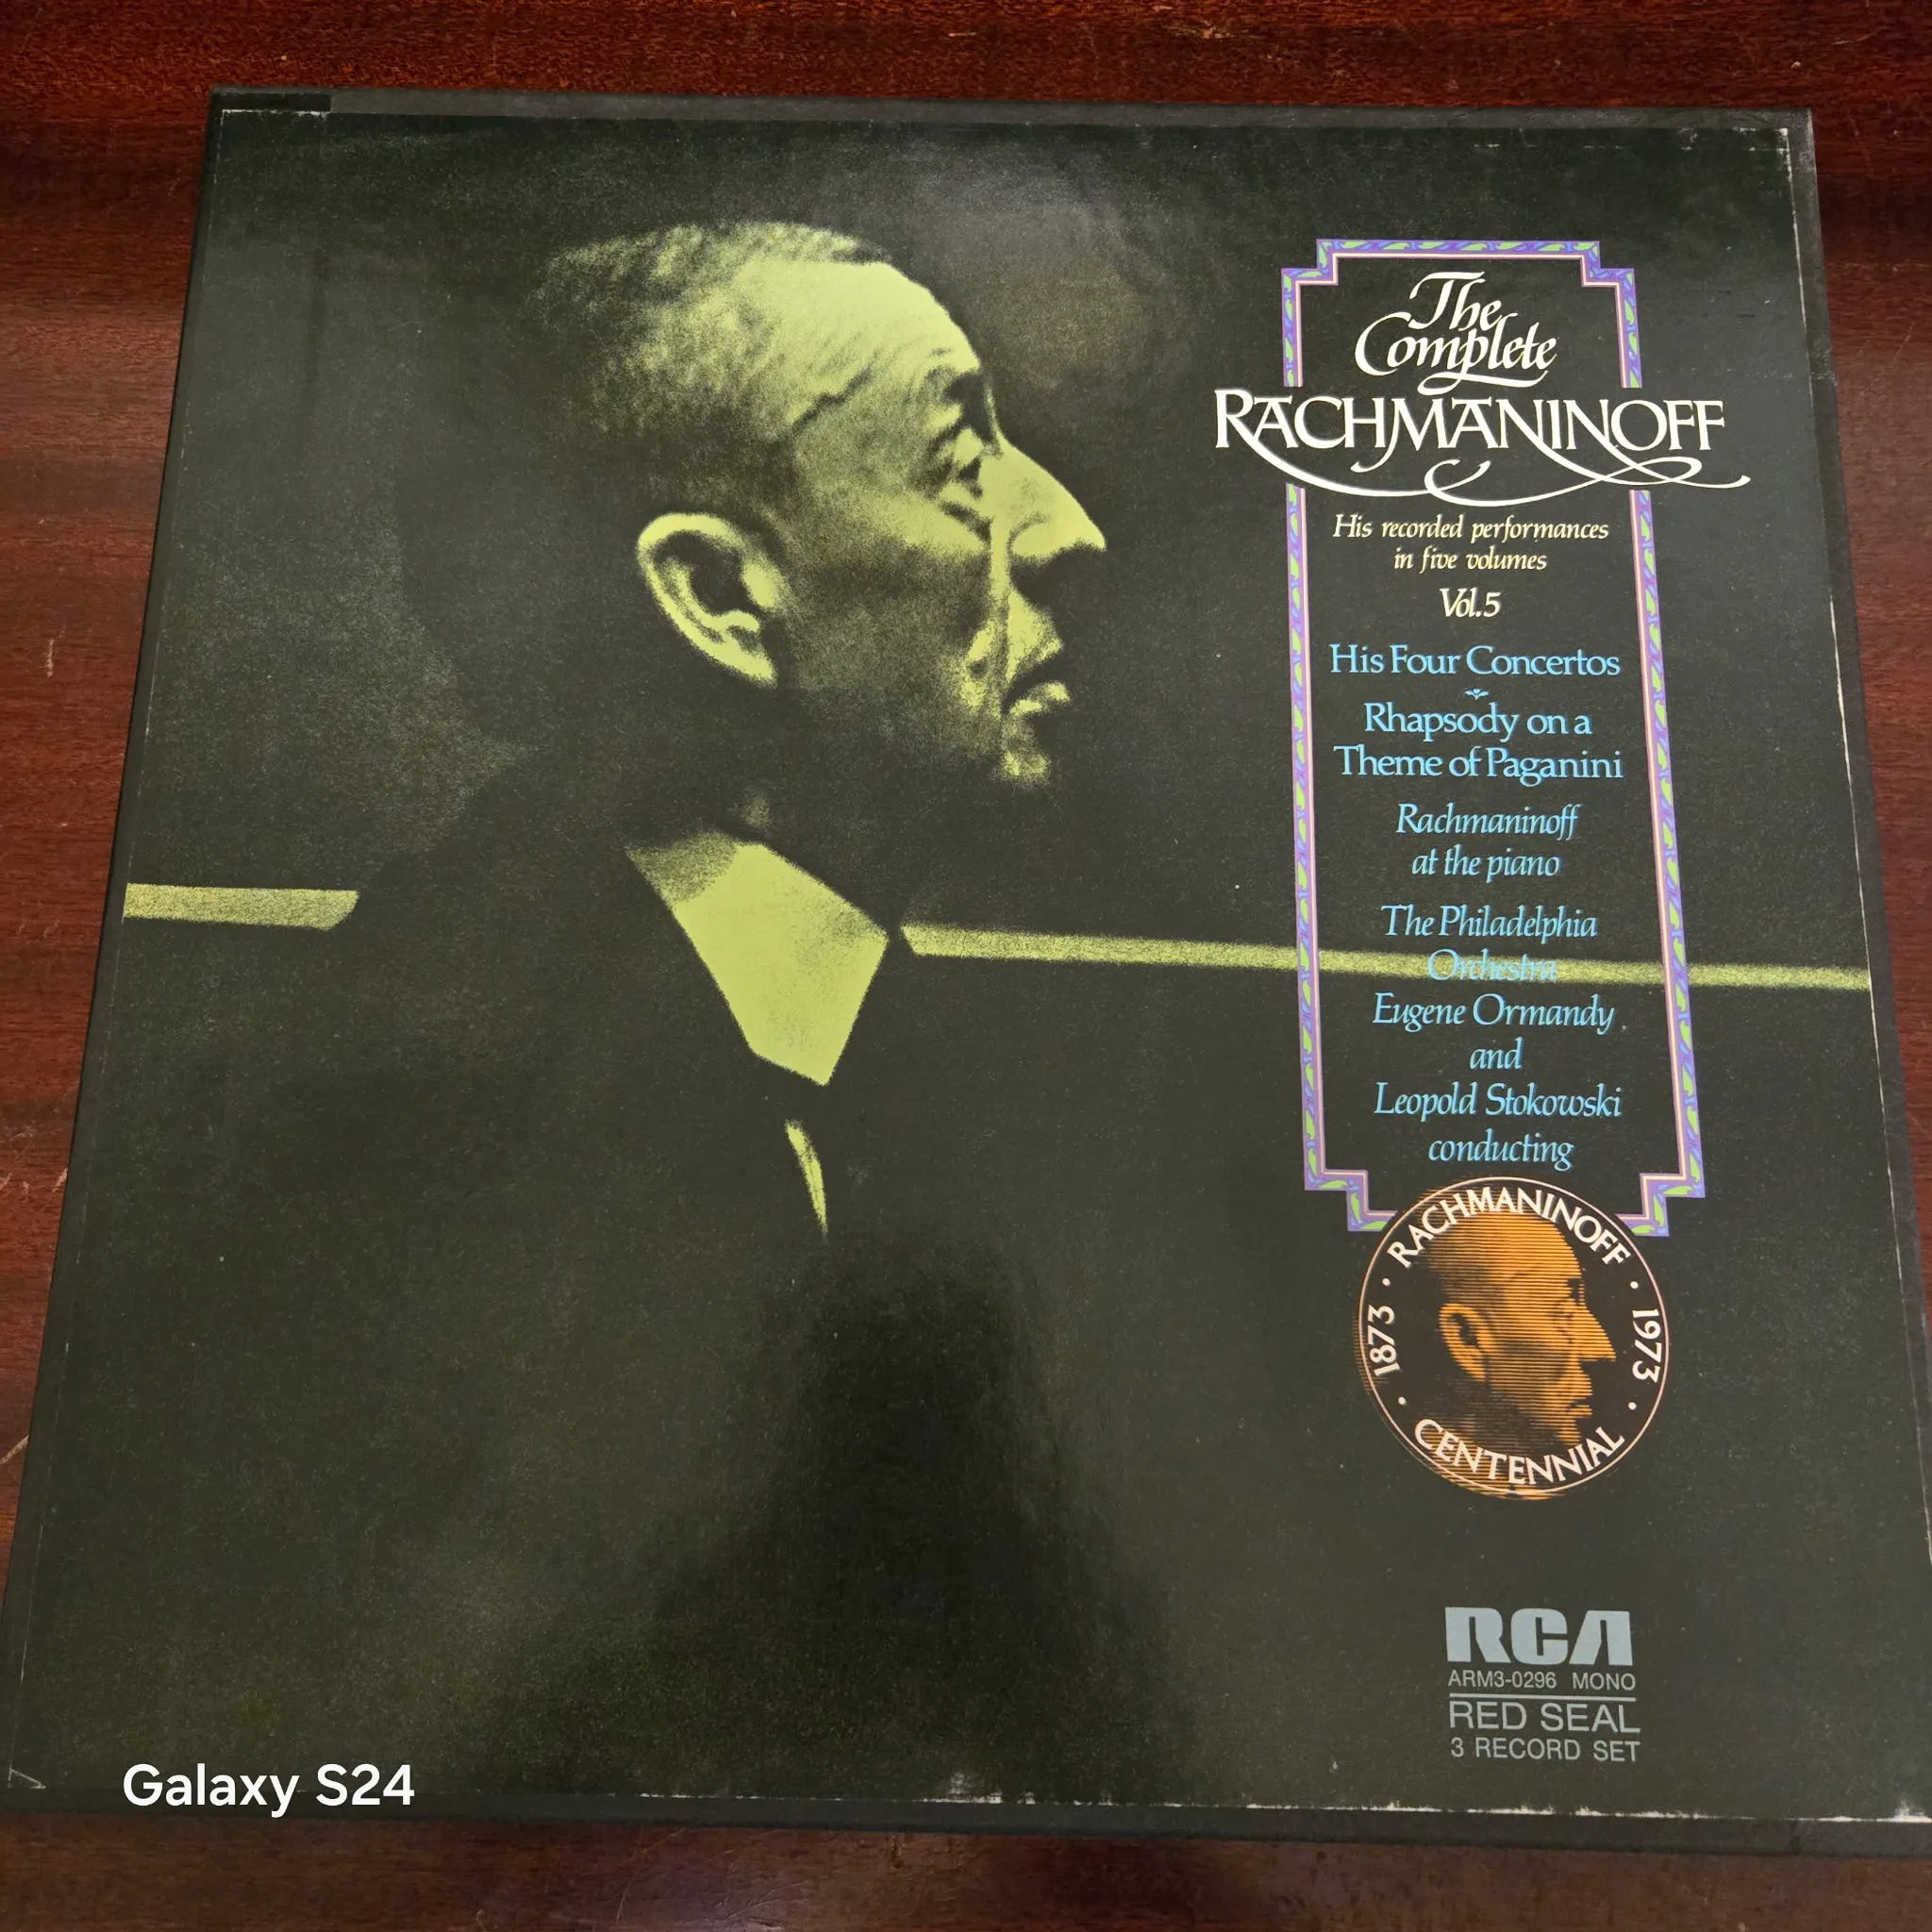 The
Complete
RACHMANINOFF
His recorded performances
in five volumes
Vol.5
His Four Concertos
Rhapsody on a
Theme of Paganini
Rachmaninoff
at the piano
The Philadelphia
Orchestra
Eugene Ormandy
and
Leopold Stokowski
conducting
RACHMANINOFF
1873 · 1973
CENTENNIAL
RCA
ARM3-0296 MONO
RED SEAL
3 RECORD SET
Galaxy S24